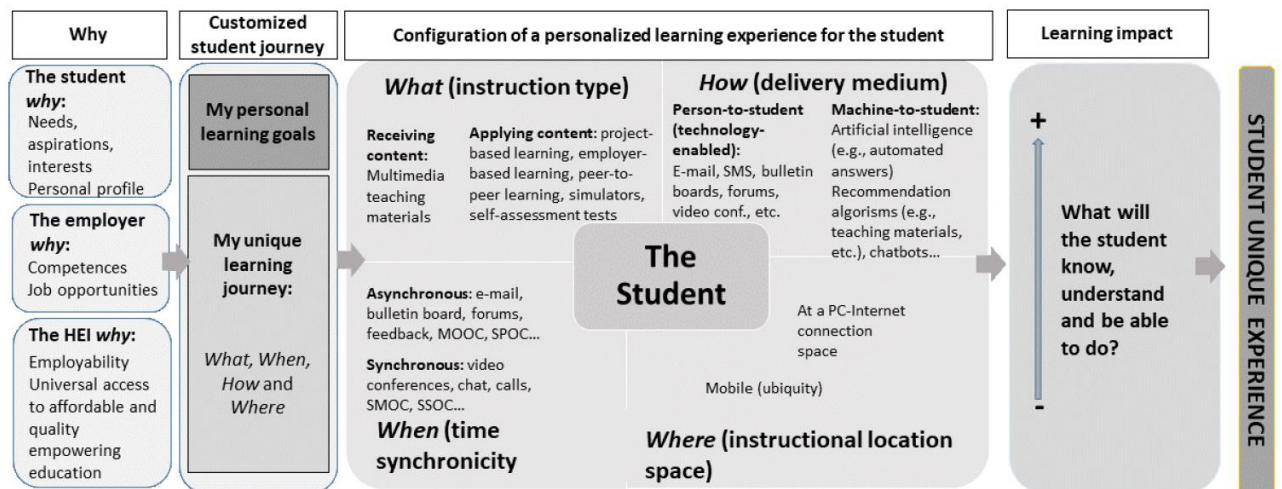 Why
The student
why:
Needs,
aspirations,
interests
Personal profile
The employer
why:
Competences
Job opportunities
The HEI why:
Employability
Universal access
to affordable and
quality
empowering
education
Customized
student journey
My personal
learning goals
My unique
learning
journey:
What, When,
How and
Where
Configuration of a personalized learning experience for the student
What (instruction type)
Receiving
content:
Multimedia
teaching
materials
Applying content: project-
based learning, employer-
based learning, peer-to-
peer learning, simulators,
self-assessment tests
How (delivery medium)
Person-to-student
(technology-
enabled):
E-mail, SMS, bulletin
boards, forums,
video conf., etc.
Machine-to-student:
Artificial intelligence
(e.g., automated
answers)
Recommendation
algorisms (e.g.,
teaching materials,
etc.), chatbots...
The
Student
Asynchronous: e-mail,
bulletin board, forums,
feedback, MOOC, SPOC...
Synchronous: video
conferences, chat, calls,
SMOC, SSOC...
When (time
synchronicity
At a PC-Internet
connection
space
Mobile (ubiquity)
Where (instructional location
space)
Learning impact
+
-
What will
the student
know,
understand
and be able
to do?
STUDENT UNIQUE EXPERIENCE